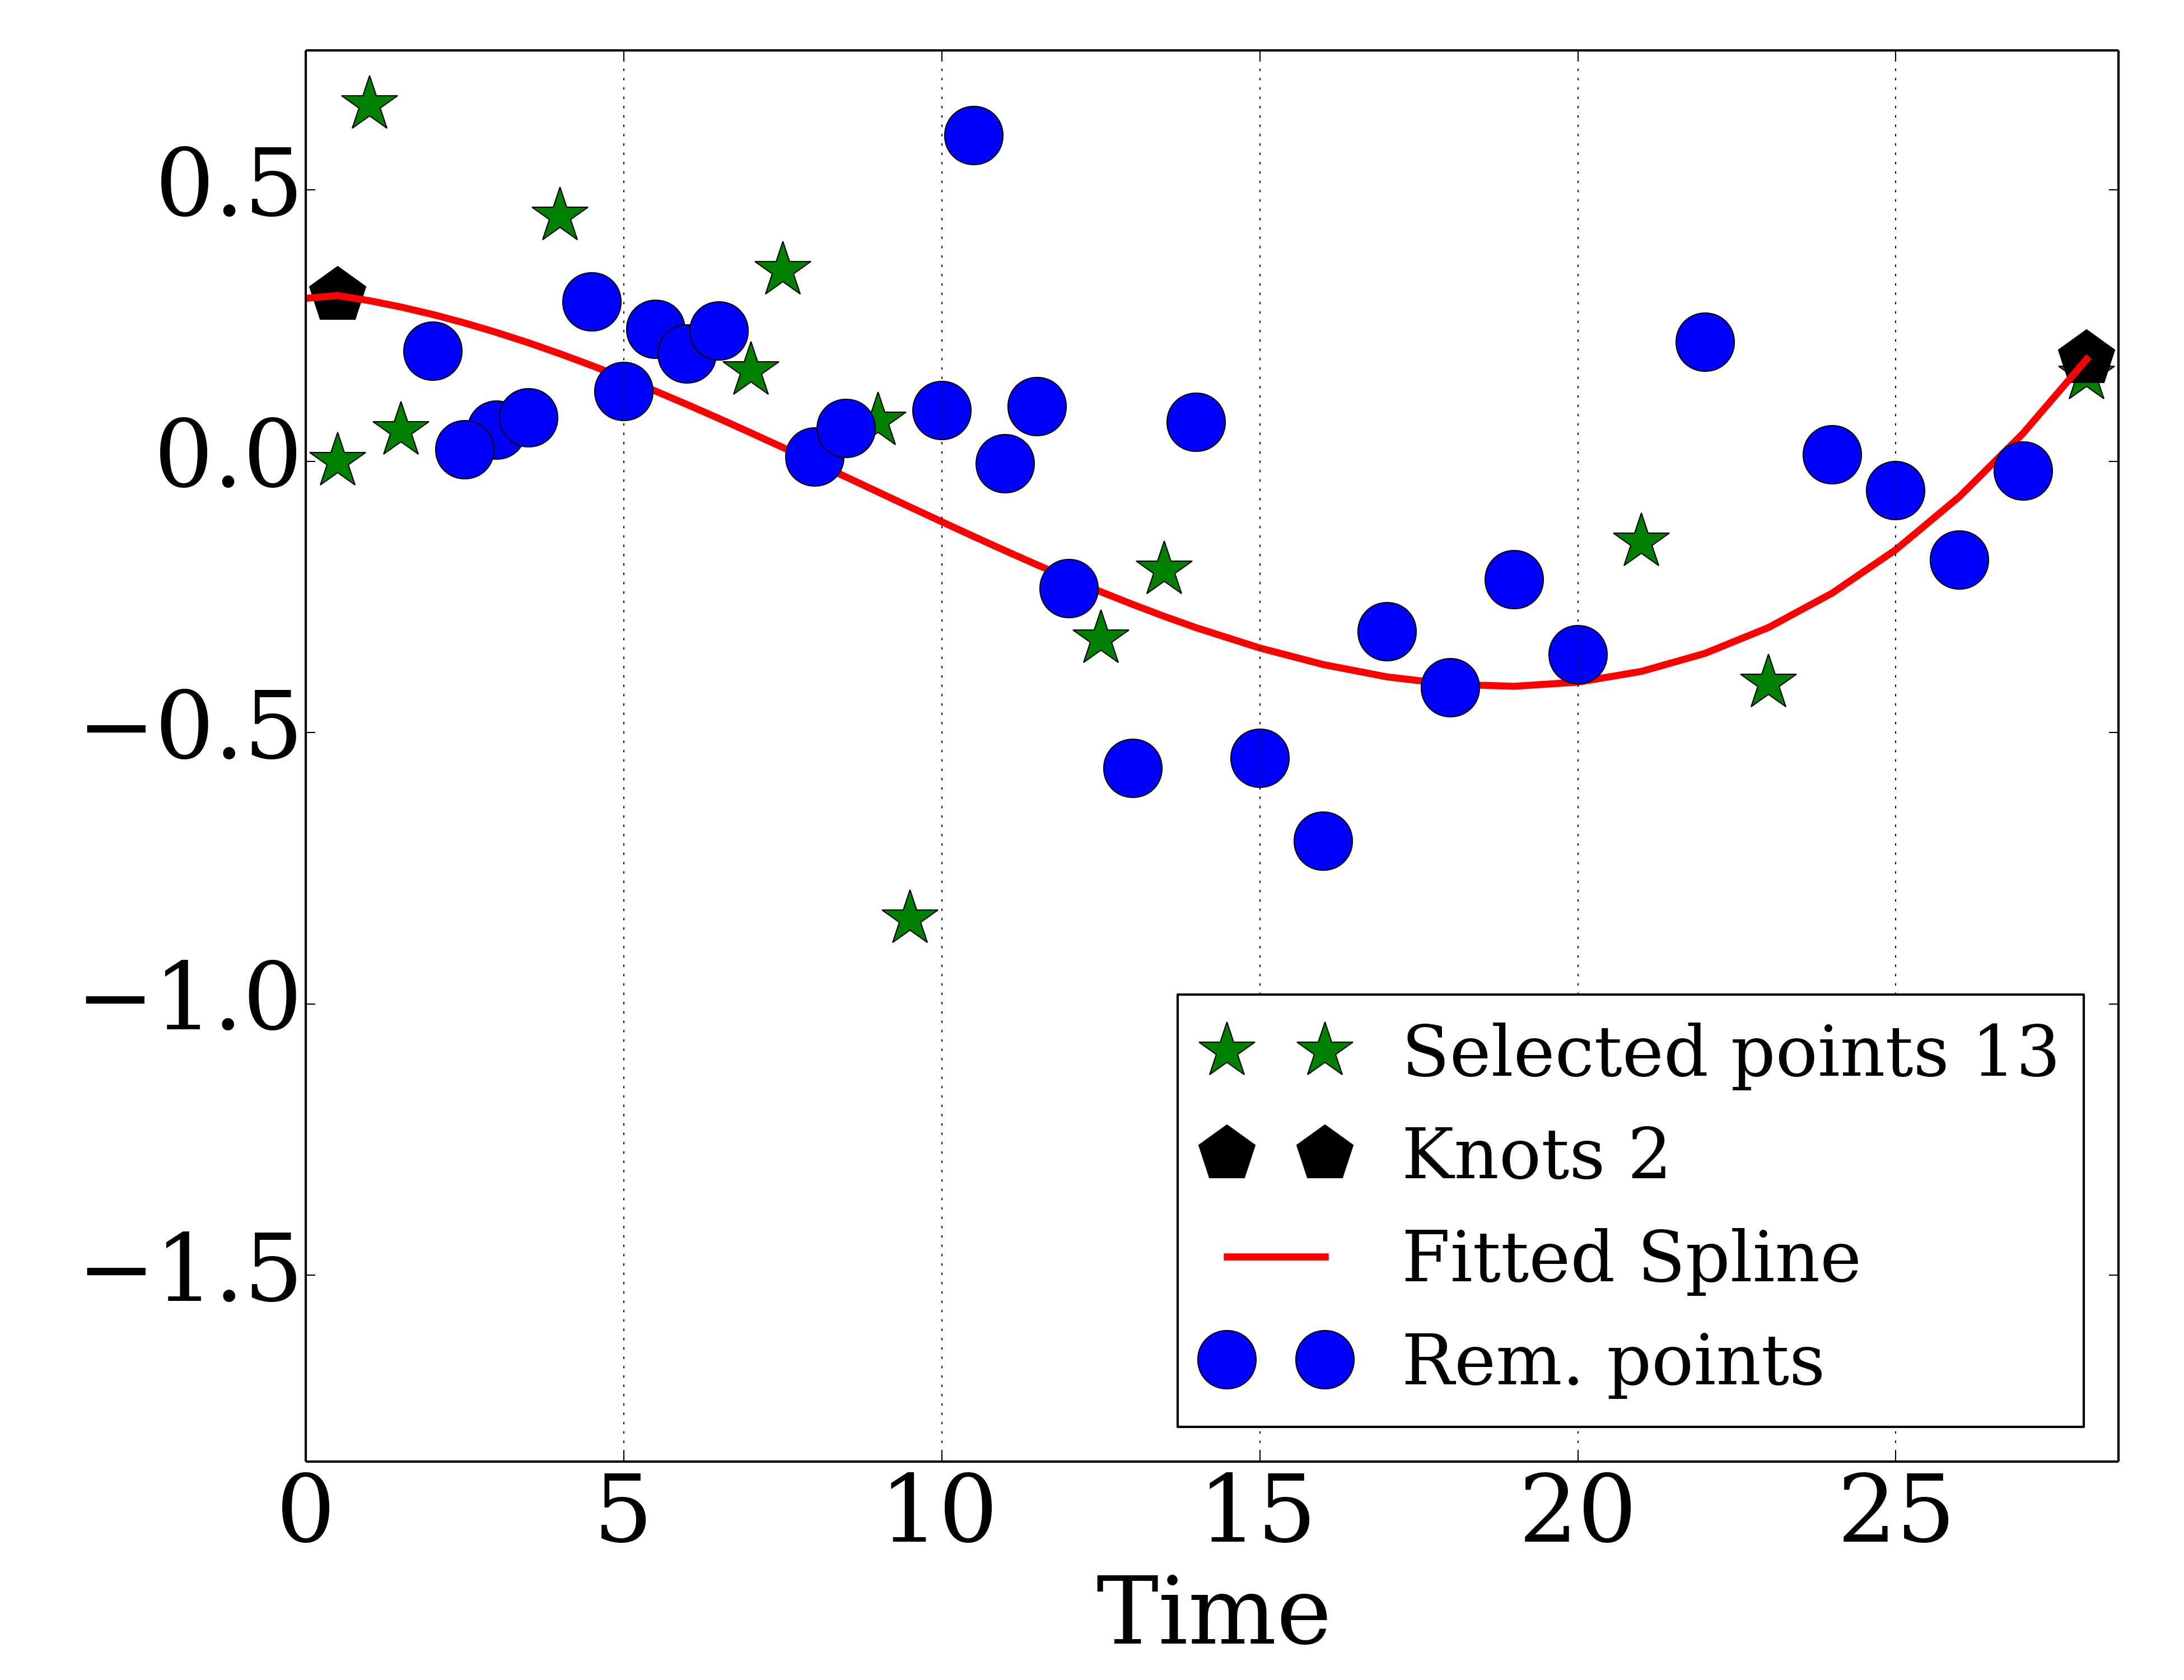 0.5
0.0
−0.5
−1.0
−1.5
Selected points 13
Knots 2
Fitted Spline
Rem. points
0 5 10 15 20 25
Time